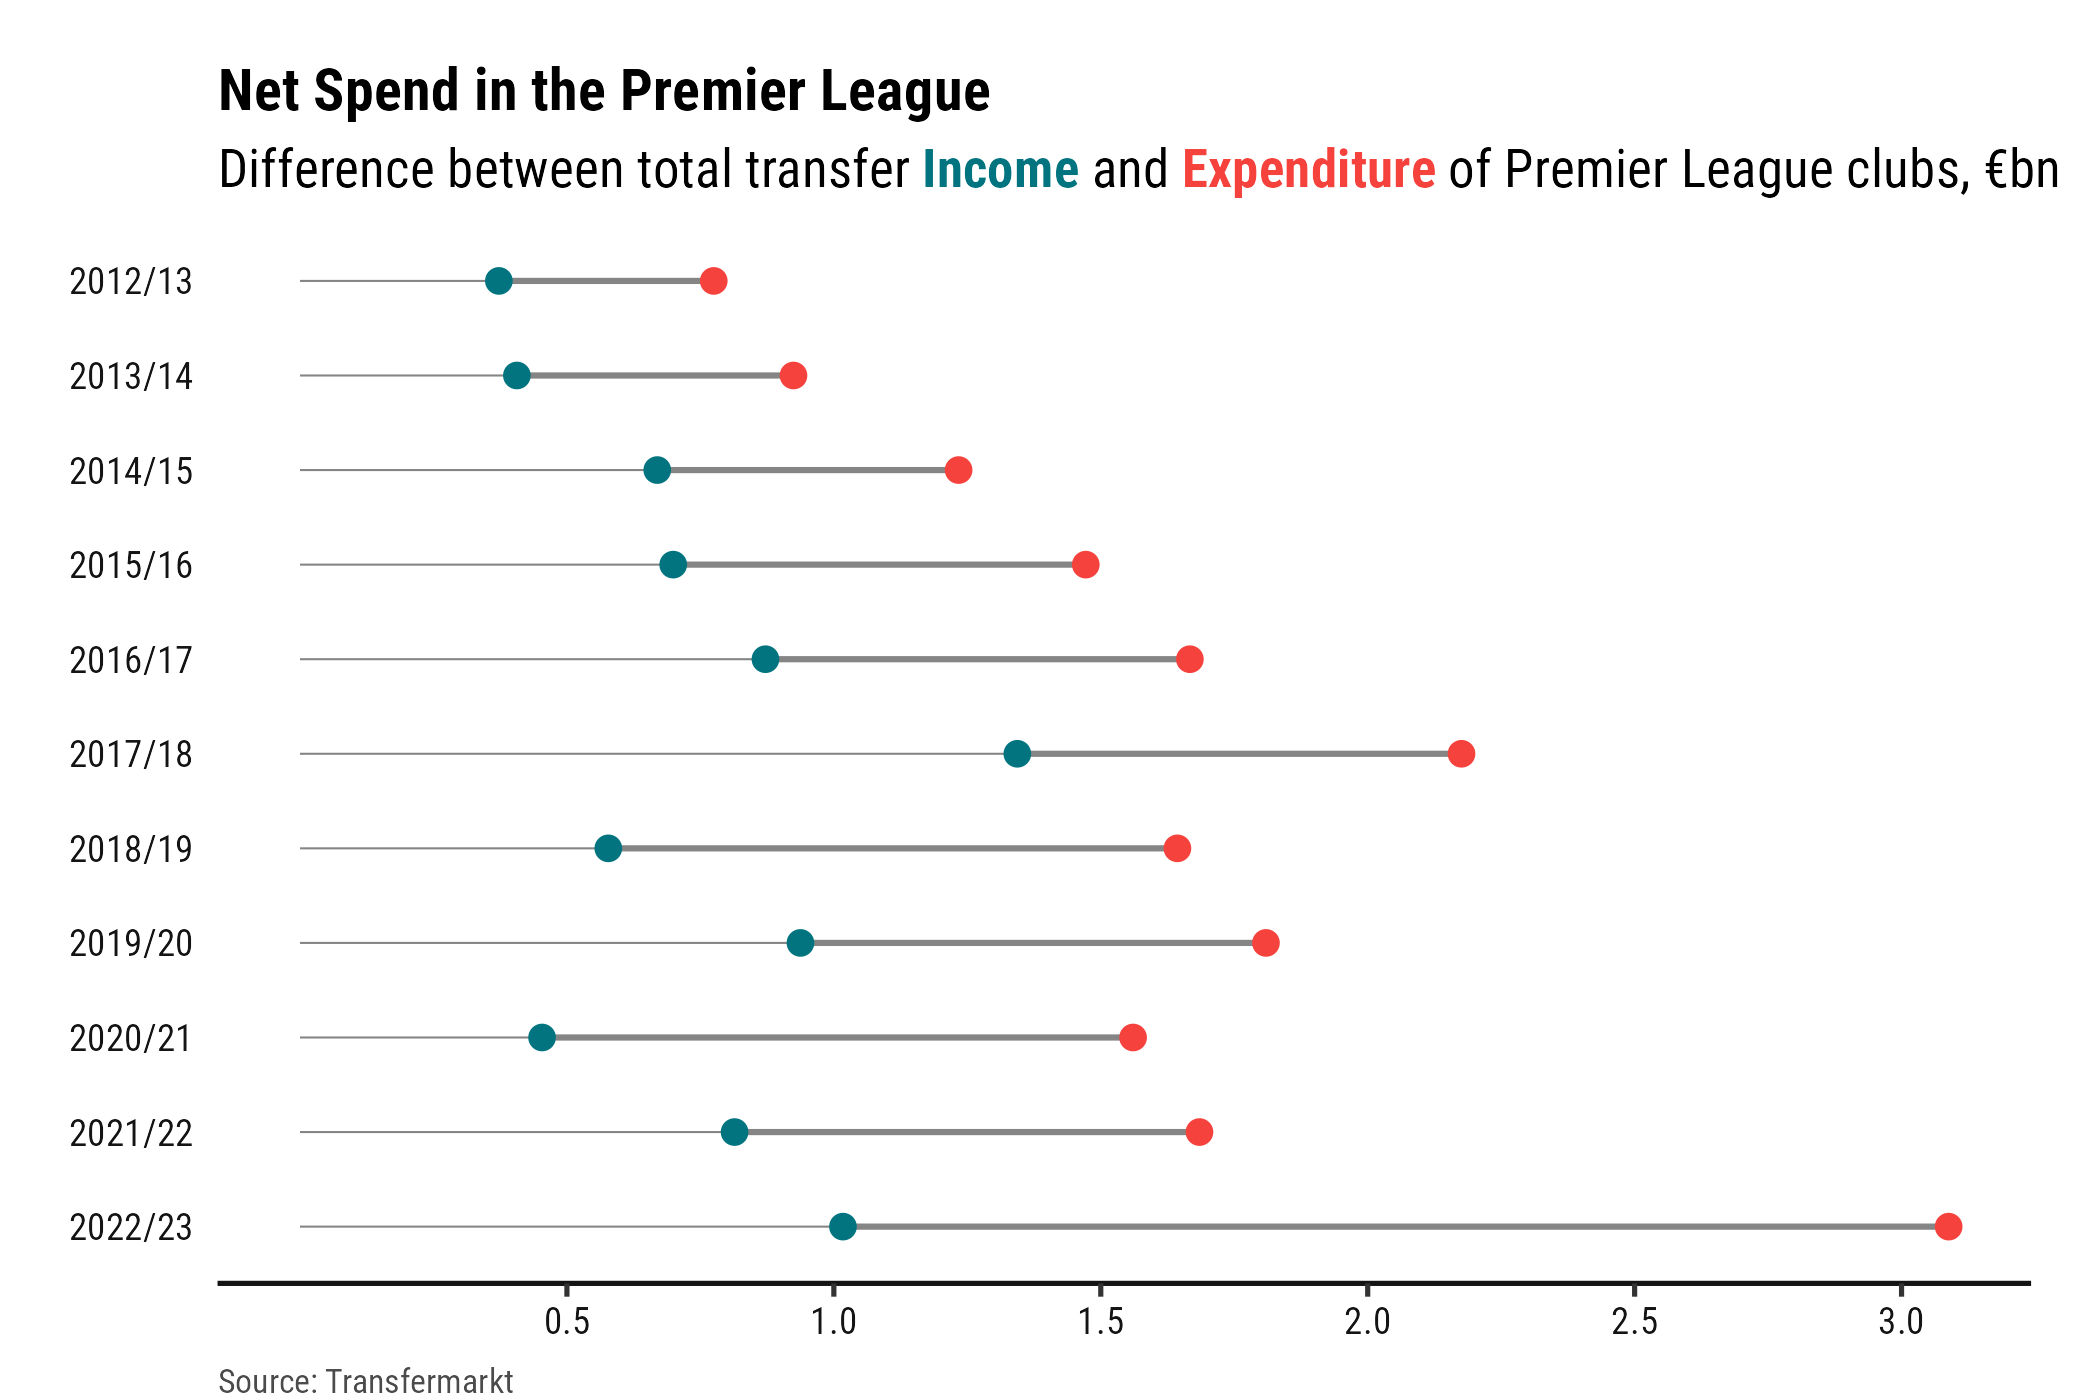 Net Spend in the Premier League
Difference between total transfer Income and Expenditure of Premier League clubs, €bn
2012/13
2013/14
2014/15
2015/16
2016/17
2017/18
2018/19
2019/20
2020/21
2021/22
2022/23
0.5 1.0 1.5 2.0 2.5 3.0
Source: Transfermarkt